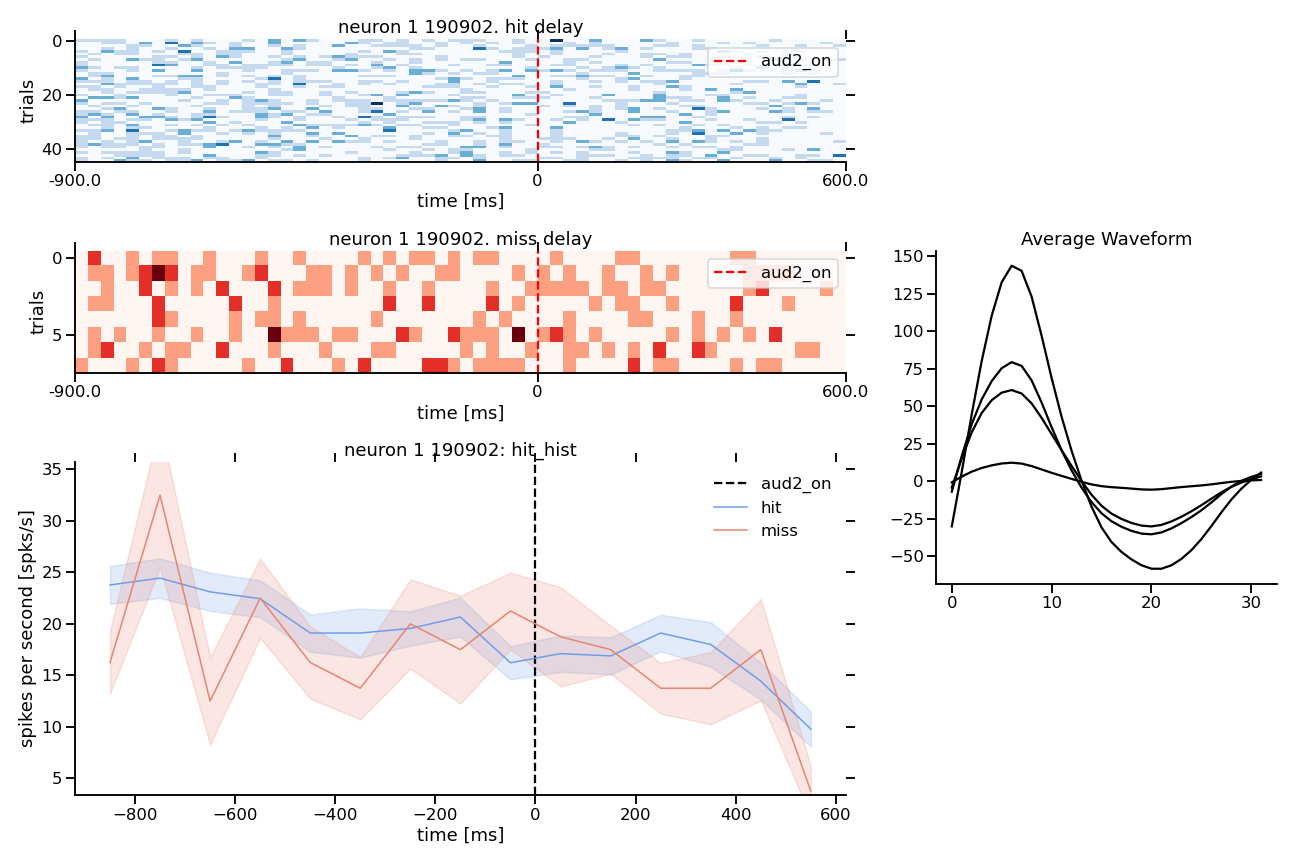 neuron 1 190902. hit delay
0
20
40
trials
aud2_on
-900.0
0
600.0
time [ms]
neuron 1 190902. miss delay
0
5
trials
aud2_on
-900.0
0
600.0
time [ms]
neuron 1 190902: hit_hist
35
30
25
20
15
10
5
spikes per second [spks/s]
aud2_on
hit
miss
−800
−600
−400
−200
0
200
400
600
time [ms]
Average Waveform
150
125
100
75
50
25
0
−25
−50
0
10
20
30